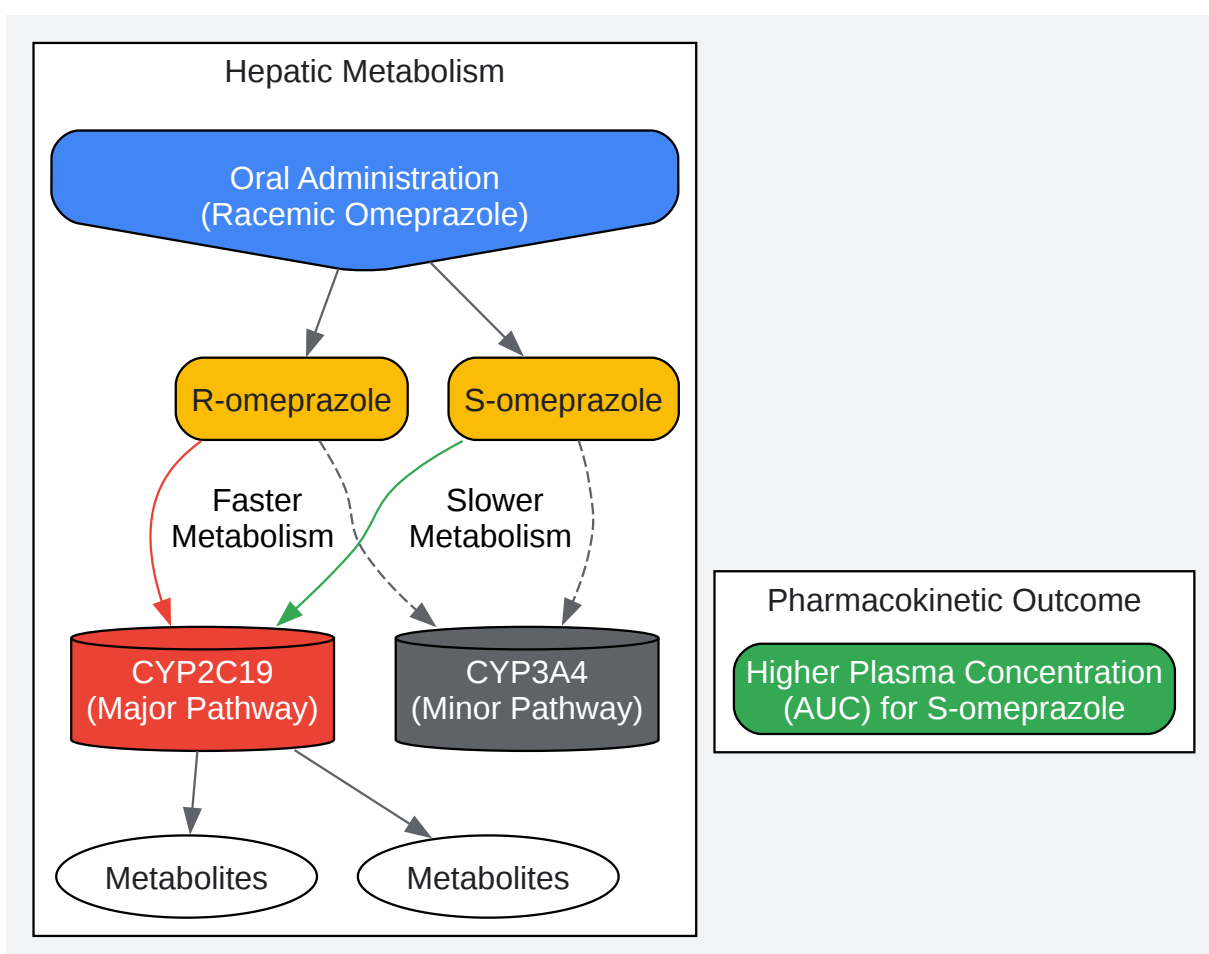 Hepatic Metabolism
Oral Administration
(Racemic Omeprazole)
R-omeprazole
S-omeprazole
Faster
Metabolism
Slower
Metabolism
CYP2C19
(Major Pathway)
CYP3A4
(Minor Pathway)
Metabolites
Metabolites
Pharmacokinetic Outcome
Higher Plasma Concentration
(AUC) for S-omeprazole